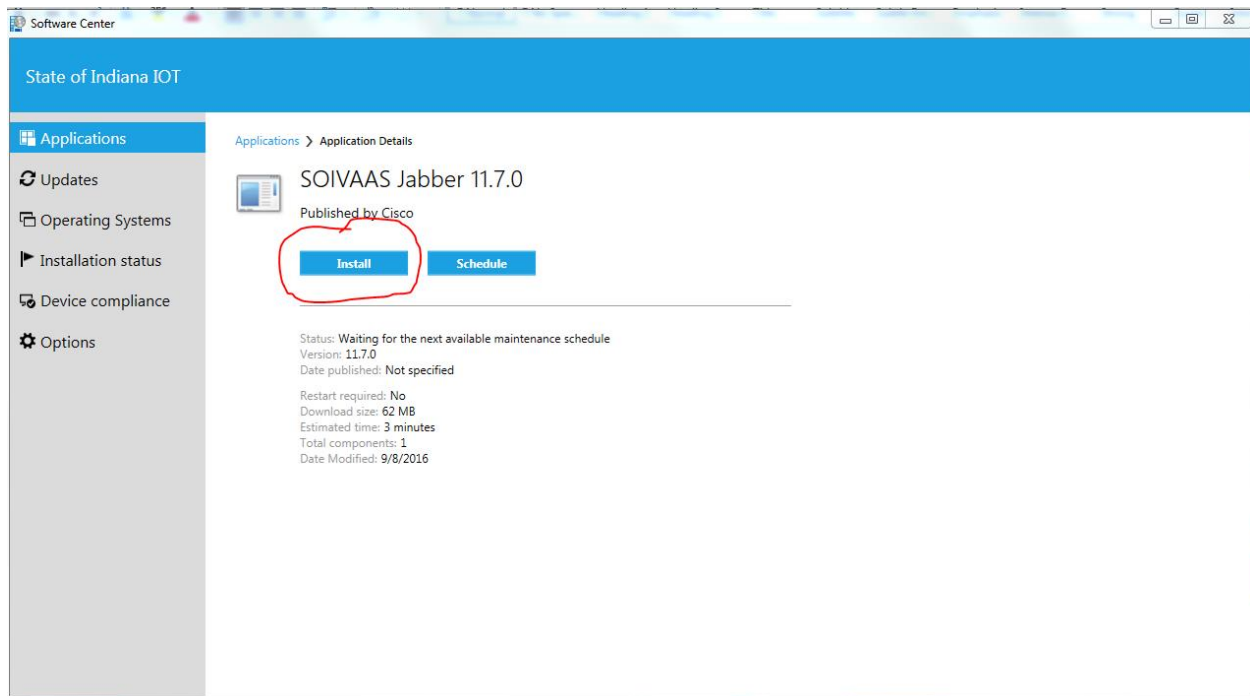 Software Center
State of Indiana IOT
Applications
Updates
Operating Systems
Installation status
Device compliance
Options
Applications > Application Details
SOIVAAS Jabber 11.7.0
Published by Cisco
Install Schedule
Status: Waiting for the next available maintenance schedule
Version: 11.7.0
Date published: Not specified
Restart required: No
Download size: 62 MB
Estimated time: 3 minutes
Total components: 1
Date Modified: 9/8/2016